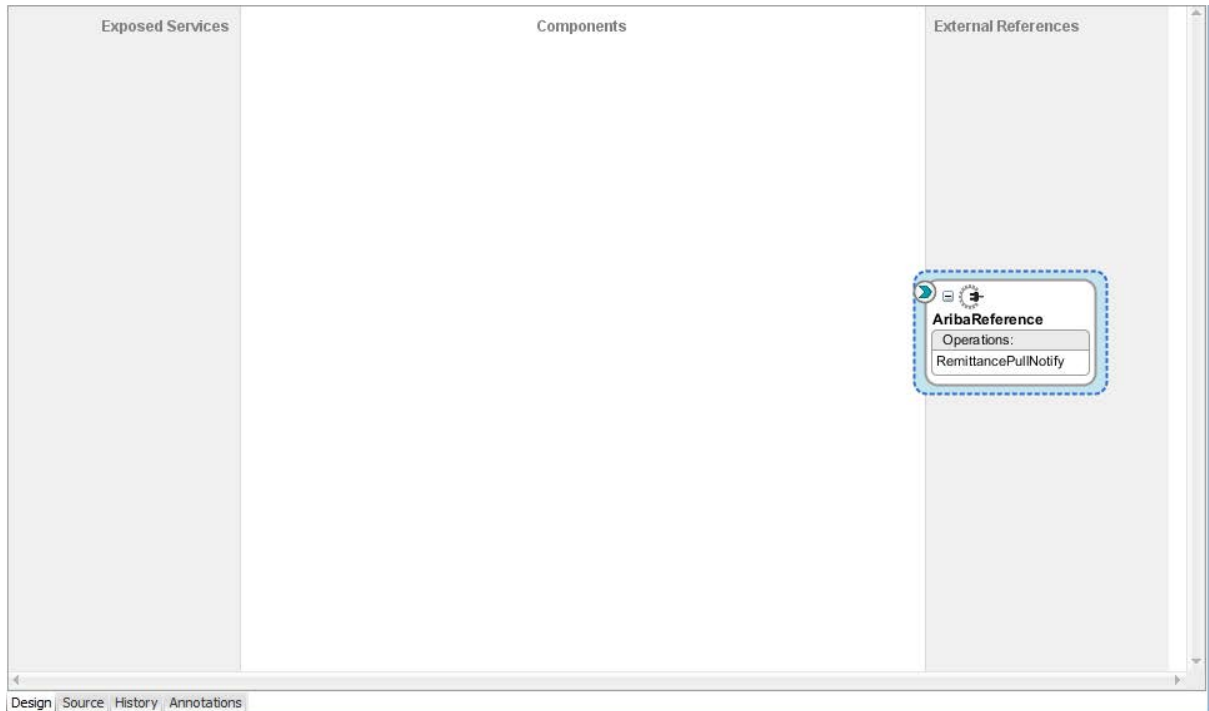 Exposed Services
Components
External References
AribaReference
Operations:
RemittancePullNotify
Design Source History Annotations